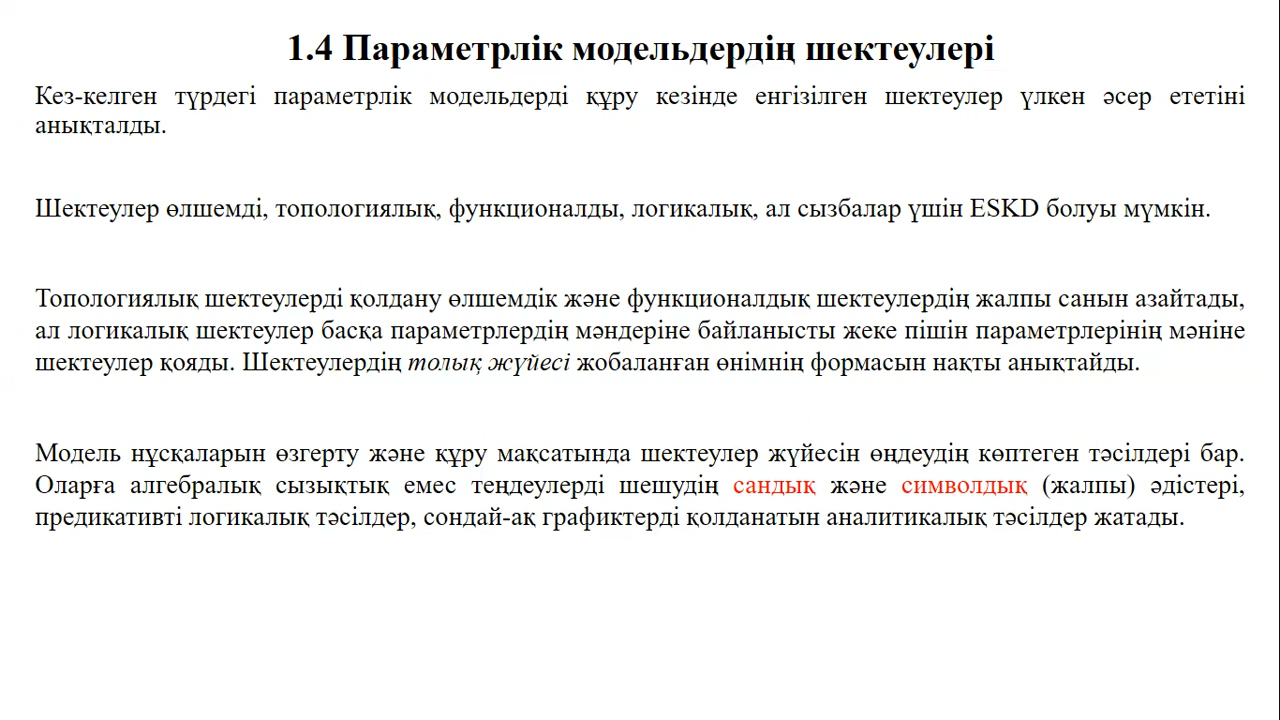 1.4 Параметрлік модельдердің шектеулері
Кез-келген түрдегі параметрлік модельдерді құру кезінде енгізілген шектеулер үлкен әсер ететіні
анықталды.
Шектеулер өлшемді, топологиялық, функционалды, логикалық, ал сызбалар үшін ESKD болуы мүмкін.
Топологиялық шектеулерді қолдану өлшемдік және функционалдық шектеулердің жалпы санын азайтады,
ал логикалық шектеулер басқа параметрлердің мәндеріне байланысты жеке пішін параметрлерінің мәніне
шектеулер қояды. Шектеулердің толық жүйесі жобаланған өнімнің формасын нақты анықтайды.
Модель нұсқаларын өзгерту және құру мақсатында шектеулер жүйесін өңдеудің көптеген тәсілдері бар.
Оларға алгебралық сызықтық емес теңдеулерді шешудің сандық және символдық (жалпы) әдістері,
предикативті логикалық тәсілдер, сондай-ақ графиктерді қолданатын аналитикалық тәсілдер жатады.